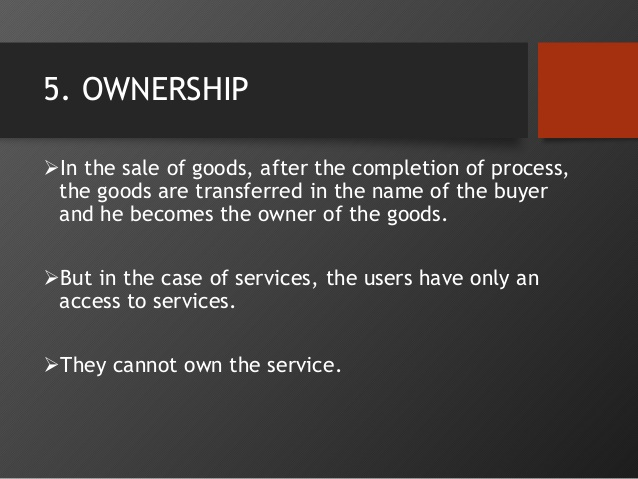 5. OWNERSHIP
➢In the sale of goods, after the completion of process,
the goods are transferred in the name of the buyer
and he becomes the owner of the goods.
➢But in the case of services, the users have only an
access to services.
➢They cannot own the service.